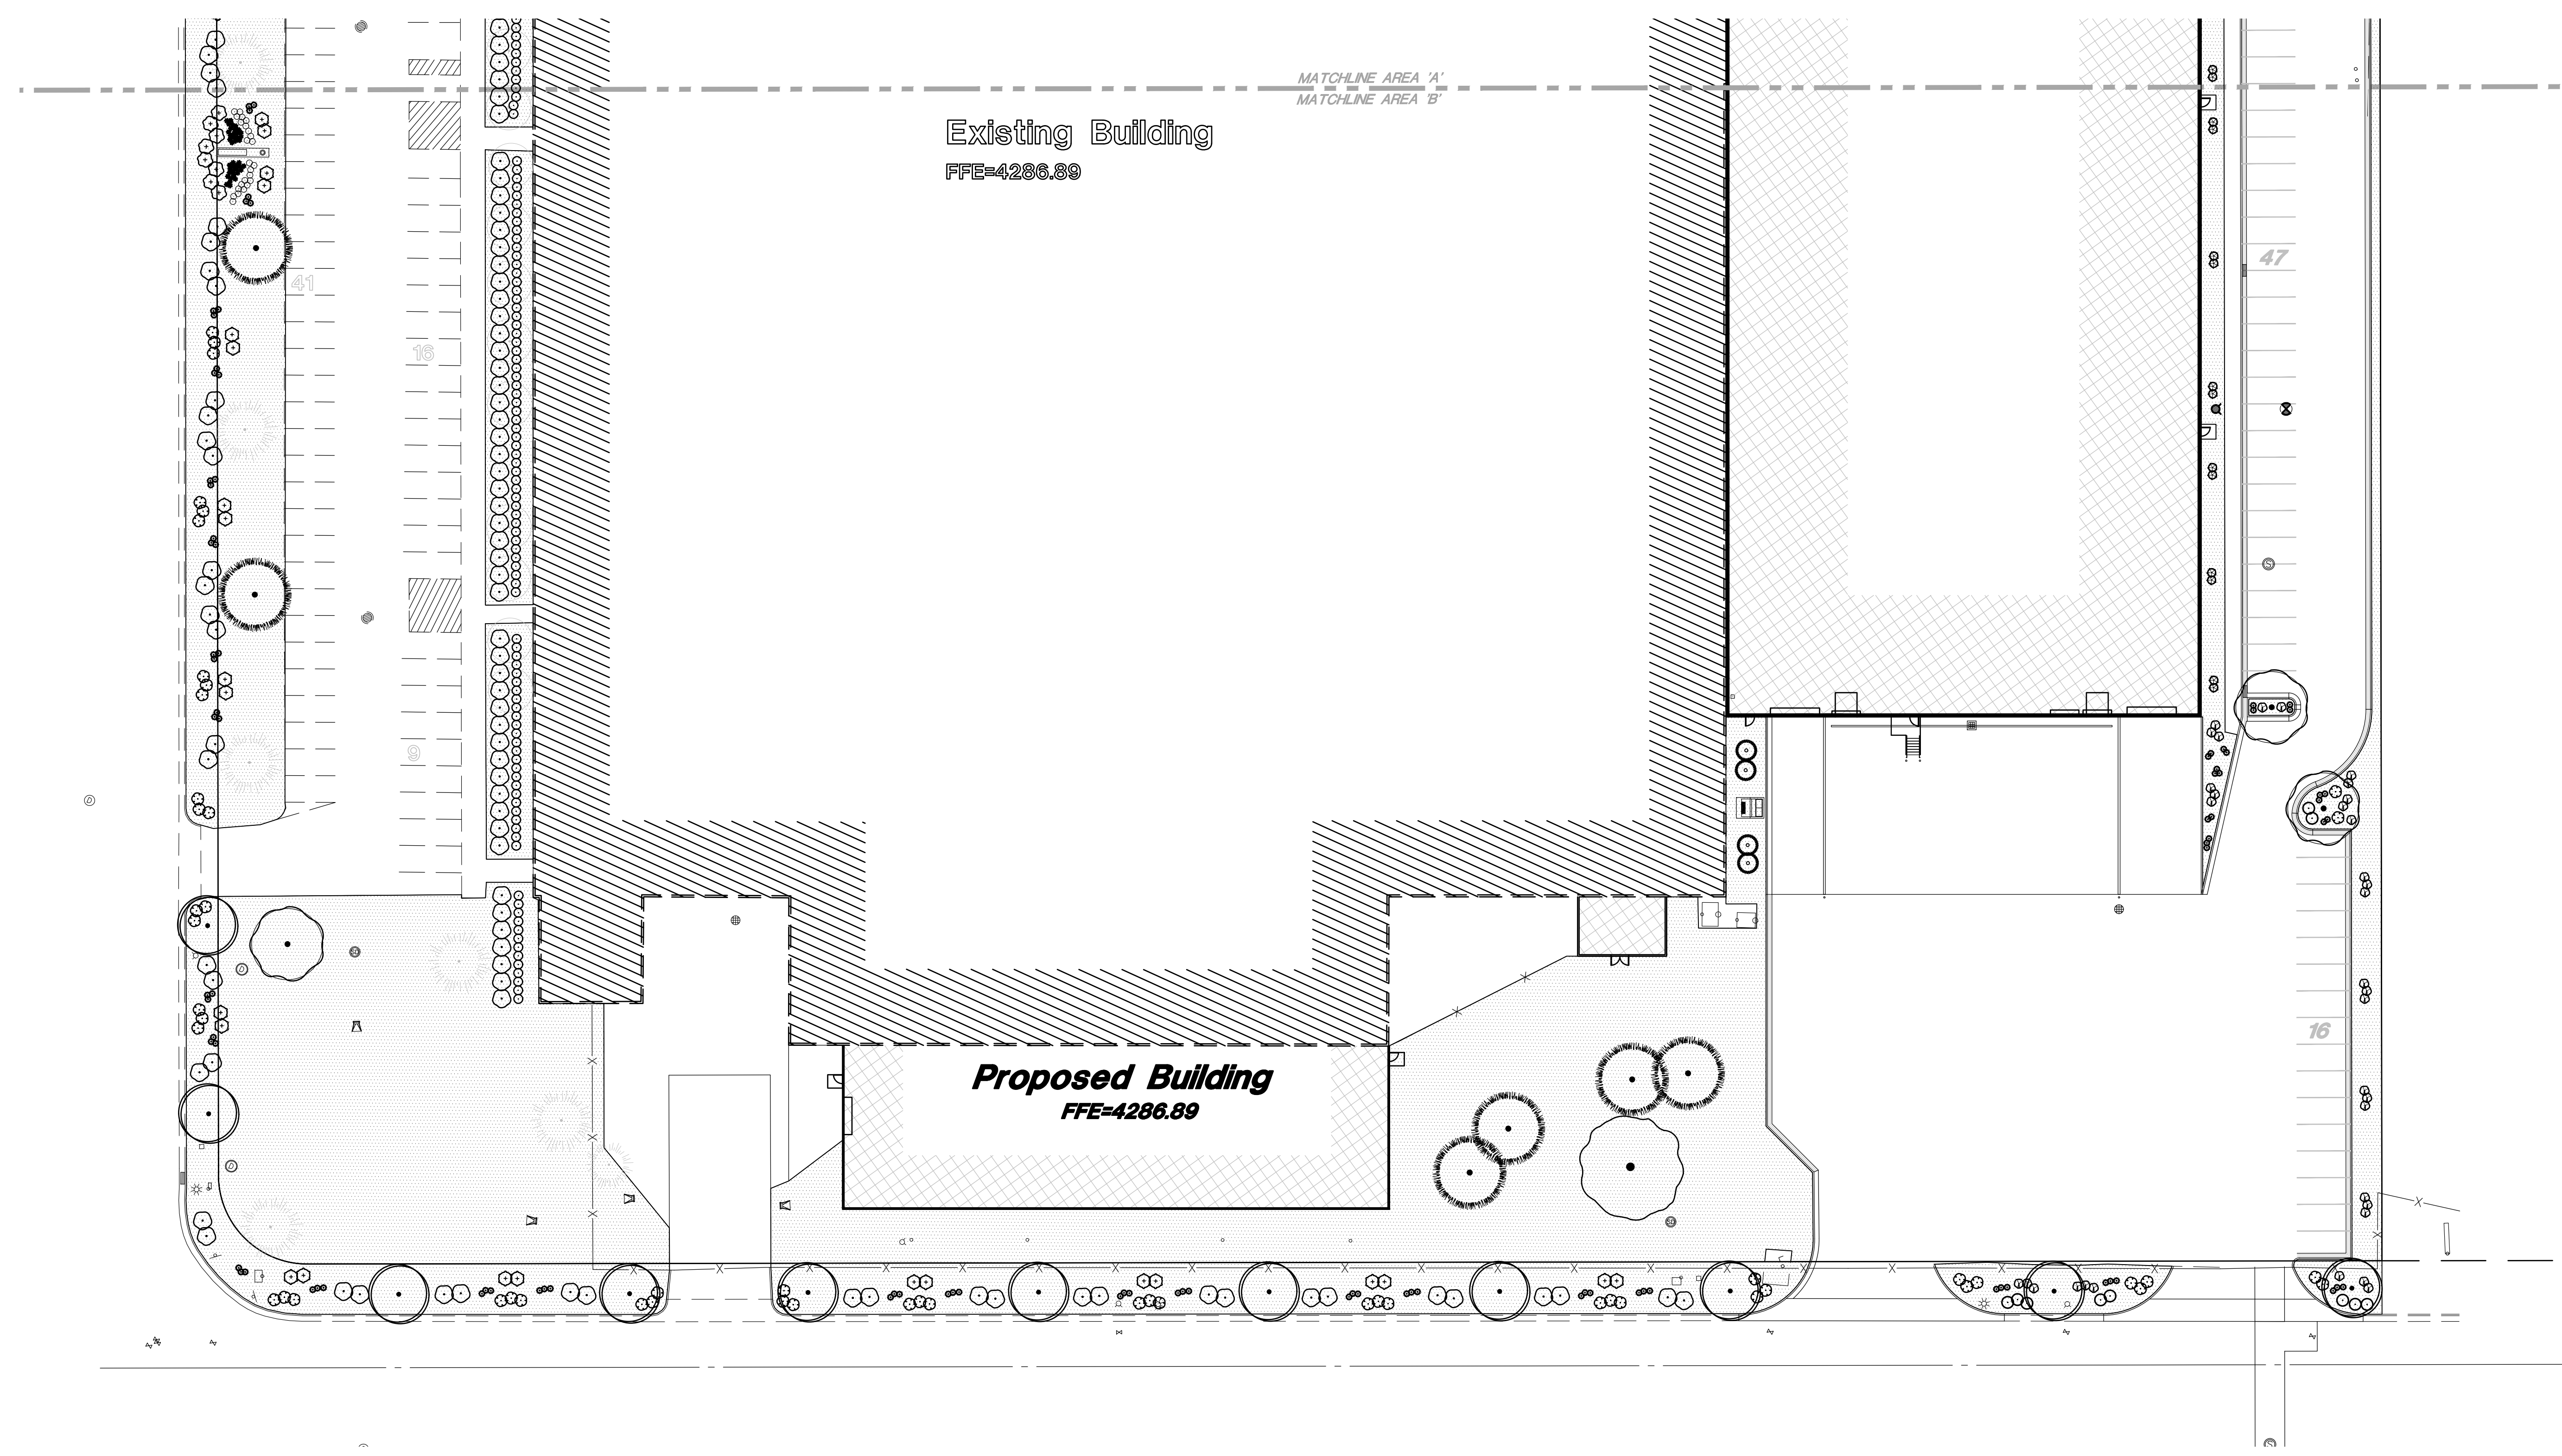 MATCHLINE AREA 'A'
MATCHLINE AREA 'B'
Existing Building
FFE=4286.89
47
41
16
9
16
Proposed Building
FFE=4286.89